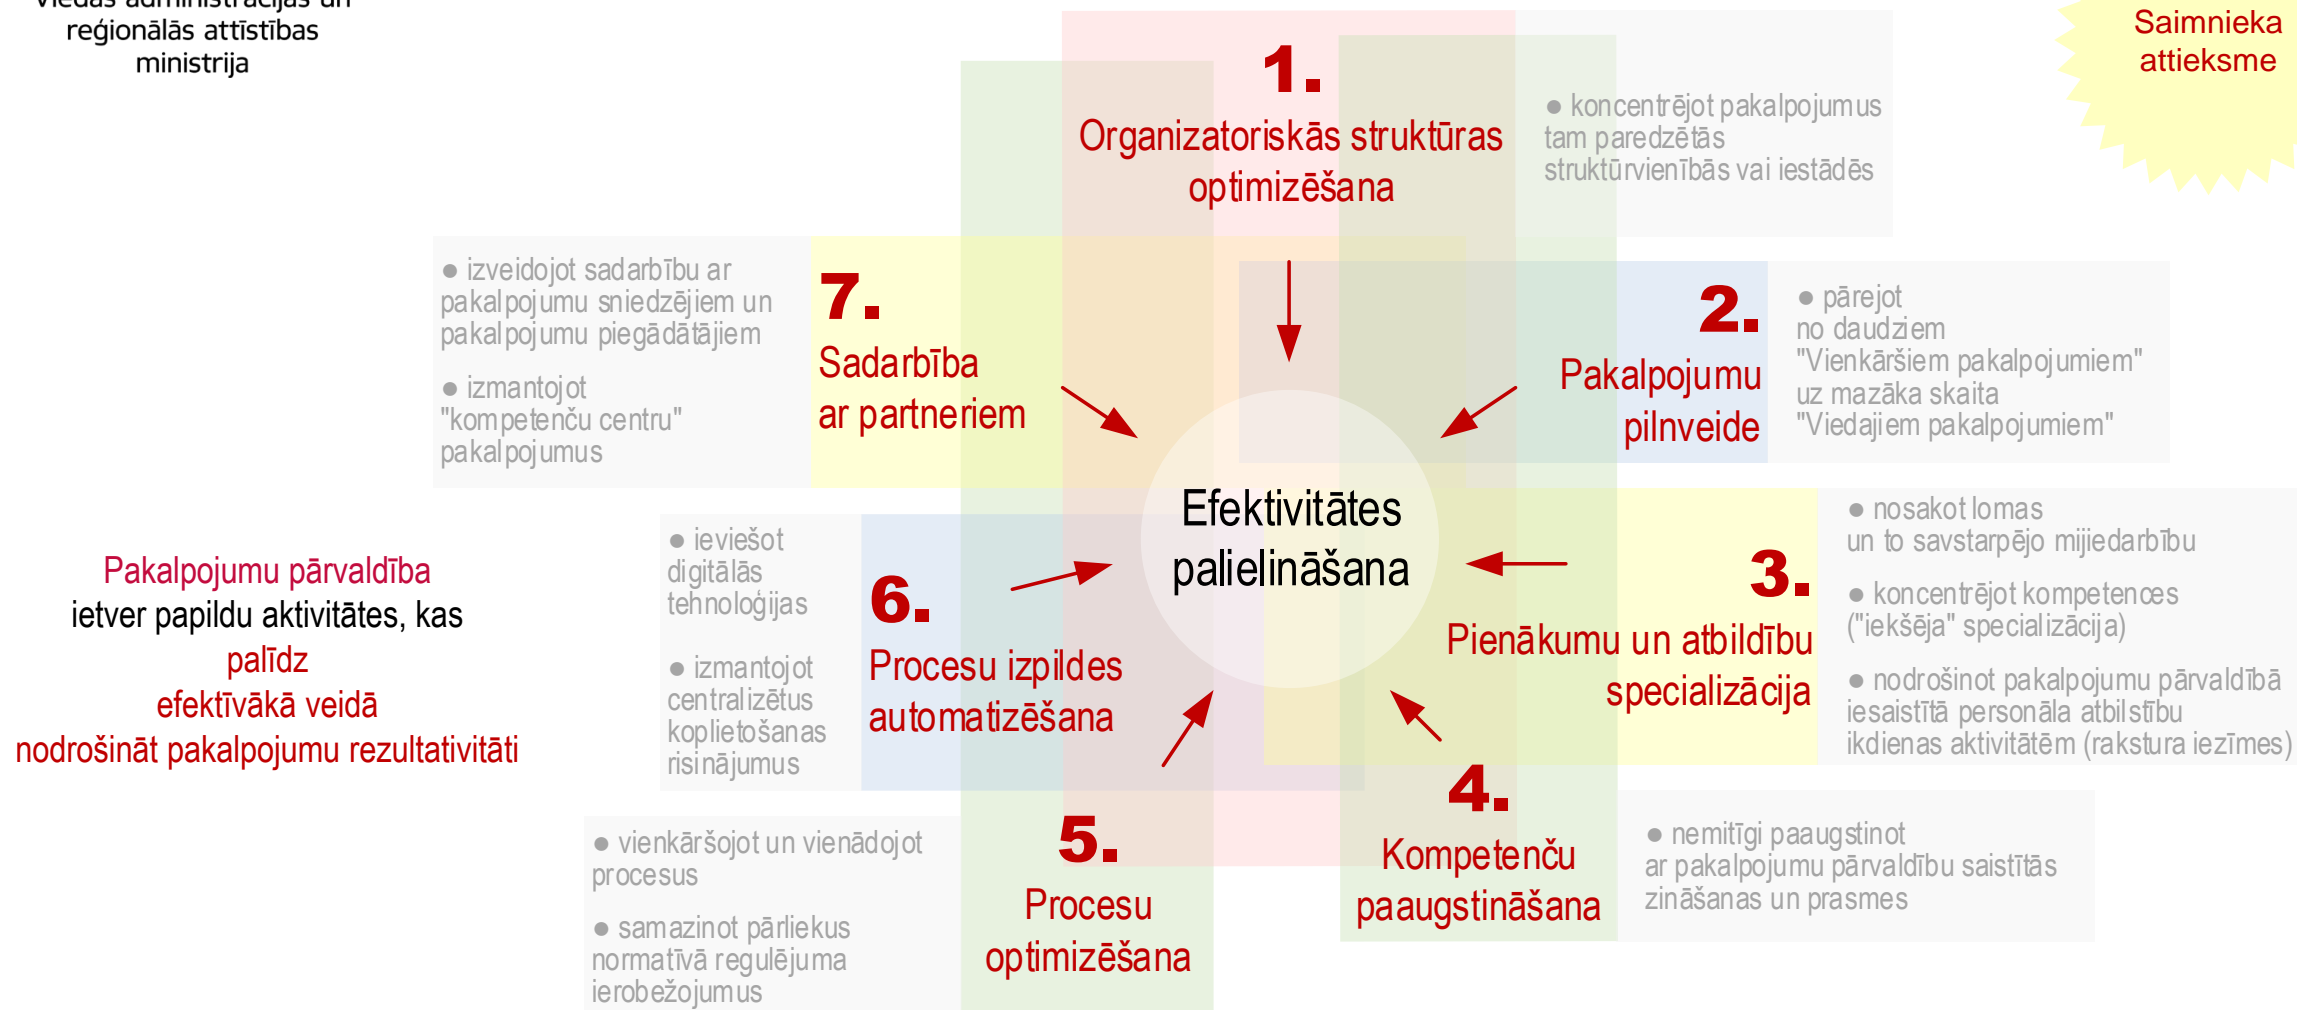 Viedās administrācijas un
reģionālās attīstības
ministrija
Saimnieka
attieksme
1.
Organizatoriskās struktūras
optimizēšana
● koncentrējot pakalpojumus
tam paredzētās
struktūrvienībās vai iestādēs
2.
Pakalpojumu
pilnveide
● pārejot
no daudziem
"Vienkāršiem pakalpojumiem"
uz mazāka skaita
"Viedajiem pakalpojumiem"
3.
Pienākumu un atbildību
specializācija
● nosakot lomas
un to savstarpējo mijiedarbību
● koncentrējot kompetences
("iekšēja" specializācija)
● nodrošinot pakalpojumu pārvaldībā
iesaistītā personāla atbilstību
ikdienas aktivitātēm (rakstura iezīmes)
4.
Kompetenču
paaugstināšana
● nemitīgi paaugstinot
ar pakalpojumu pārvaldību saistītās
zināšanas un prasmes
5.
Procesu
optimizēšana
● vienkāršojot un vienādojot
procesus
● samazinot pārliekus
normatīvā regulējuma
ierobežojumus
6.
Procesu izpildes
automatizēšana
● ieviešot
digitālās
tehnoloģijas
● izmantojot
centralizētus
koplietošanas
risinājumus
7.
Sadarbība
ar partneriem
● izveidojot sadarbību ar
pakalpojumu sniedzējiem un
pakalpojumu piegādātājiem
● izmantojot
"kompetenču centru"
pakalpojumus
Efektivitātes
palielināšana
Pakalpojumu pārvaldība
ietver papildu aktivitātes, kas
palīdz
efektīvākā veidā
nodrošināt pakalpojumu rezultativitāti